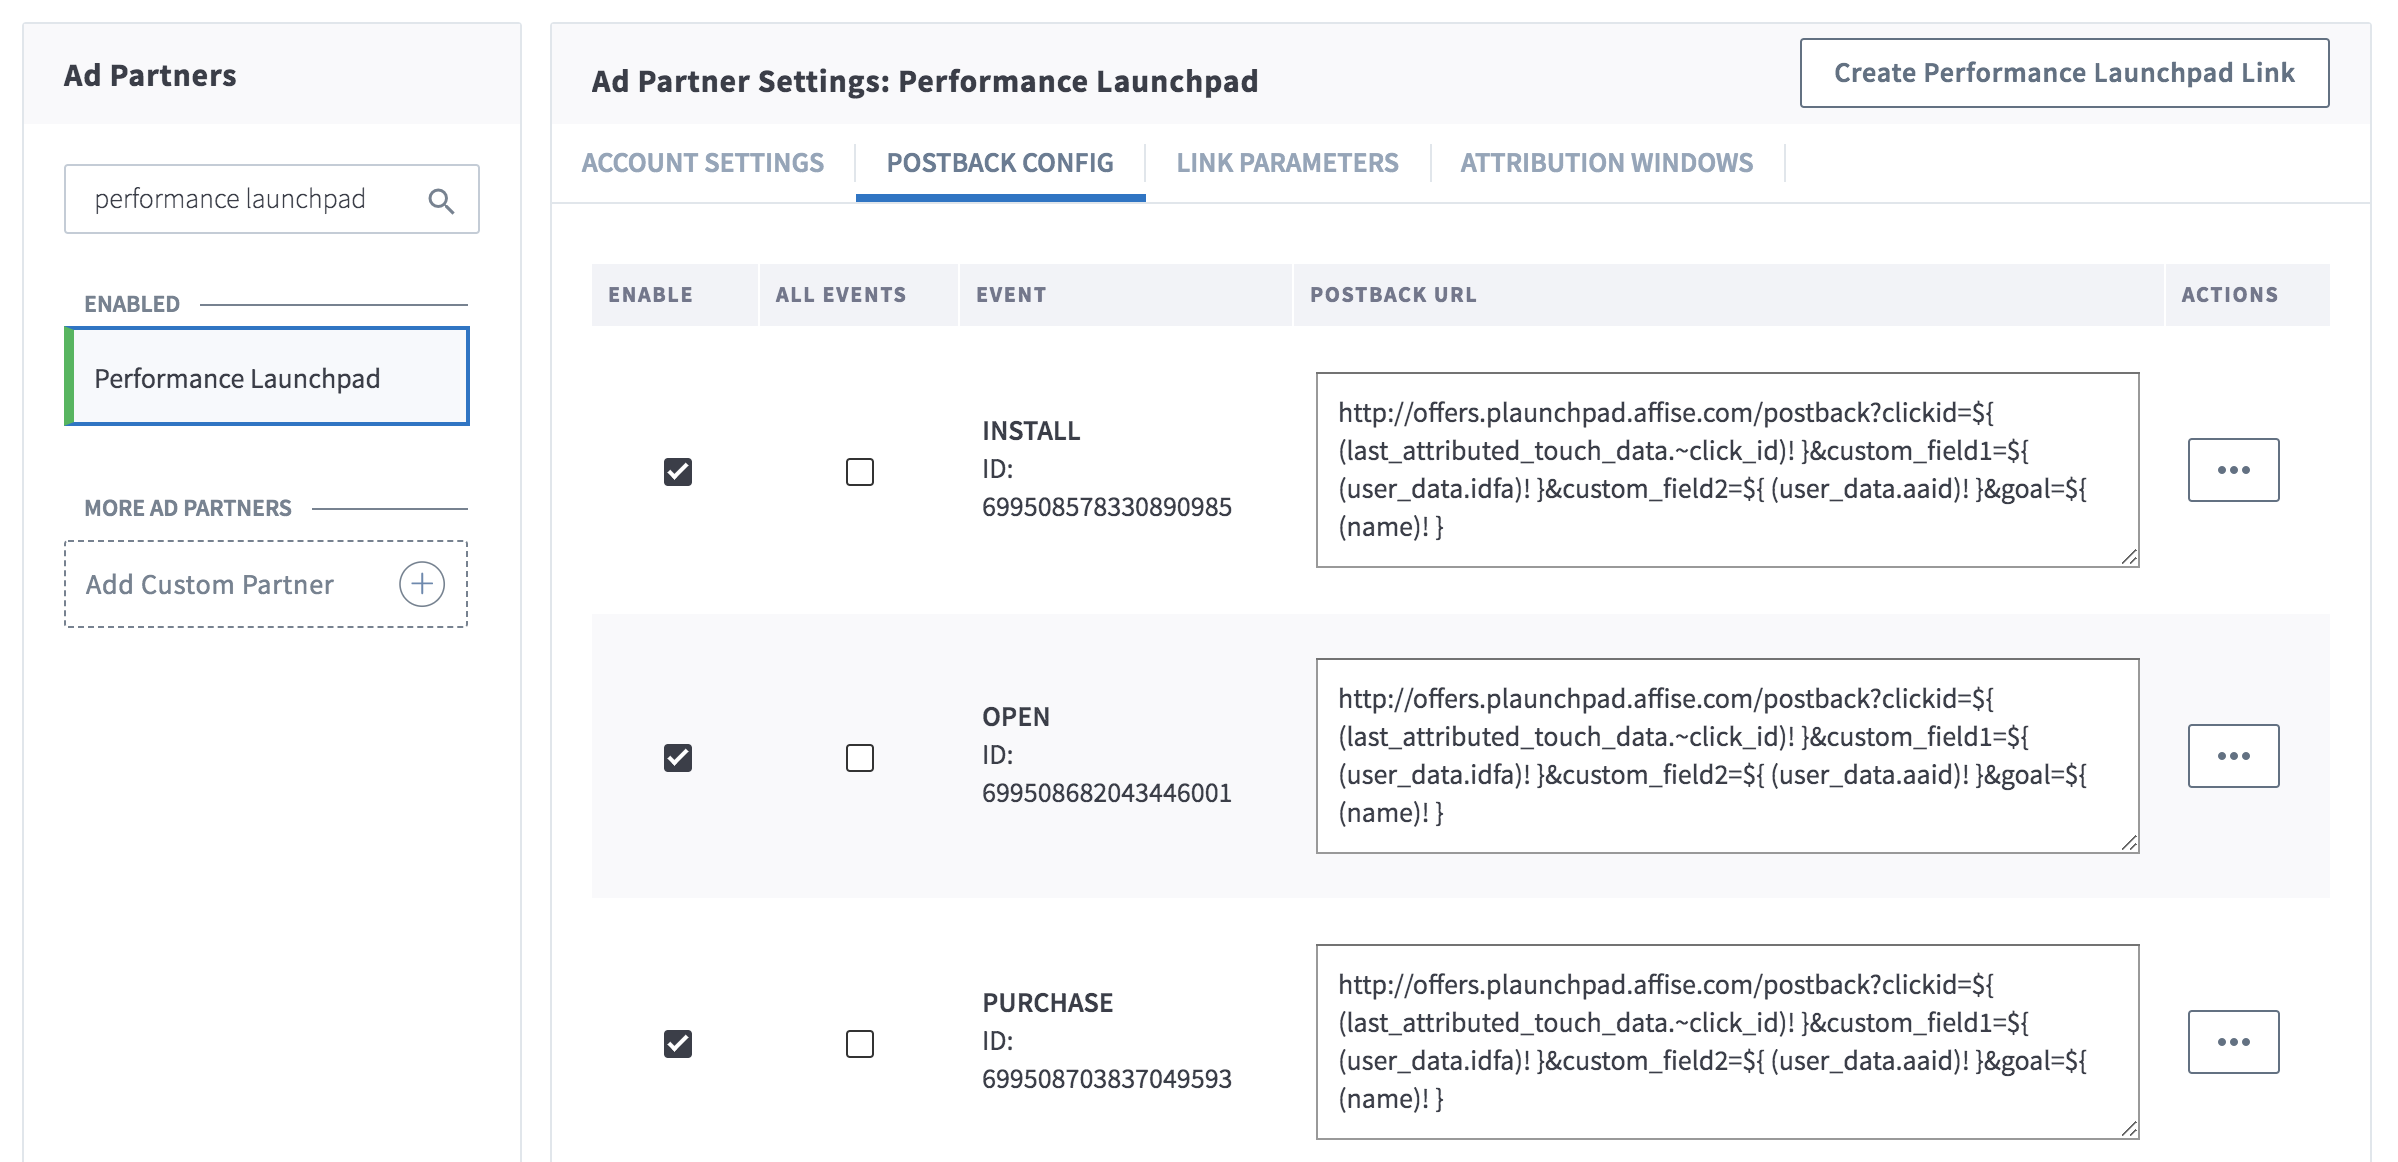 Ad Partners
performance launchpad
ENABLED
Performance Launchpad
MORE AD PARTNERS
Add Custom Partner
Ad Partner Settings: Performance Launchpad
Create Performance Launchpad Link
ACCOUNT SETTINGS
POSTBACK CONFIG
LINK PARAMETERS
ATTRIBUTION WINDOWS
ENABLE
ALL EVENTS
EVENT
POSTBACK URL
ACTIONS
INSTALL
ID:
699508578330890985
http://offers.plaunchpad.affise.com/postback?clickid=${
(last_attributed_touch_data.~click_id)! }&custom_field1=${
(user_data.idfa)! }&custom_field2=${ (user_data.aaid)! }&goal=${
(name)! }
OPEN
ID:
699508682043446001
http://offers.plaunchpad.affise.com/postback?clickid=${
(last_attributed_touch_data.~click_id)! }&custom_field1=${
(user_data.idfa)! }&custom_field2=${ (user_data.aaid)! }&goal=${
(name)! }
PURCHASE
ID:
699508703837049593
http://offers.plaunchpad.affise.com/postback?clickid=${
(last_attributed_touch_data.~click_id)! }&custom_field1=${
(user_data.idfa)! }&custom_field2=${ (user_data.aaid)! }&goal=${
(name)! }